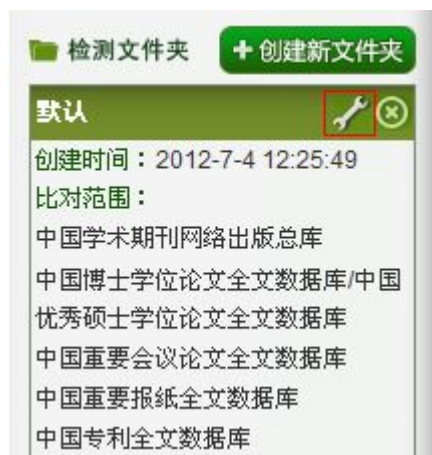 检测文件夹
+ 创建新文件夹
默认
创建时间：2012-7-4 12:25:49
比对范围：
中国学术期刊网络出版总库
中国博士学位论文全文数据库/中国
优秀硕士学位论文全文数据库
中国重要会议论文全文数据库
中国重要报纸全文数据库
中国专利全文数据库